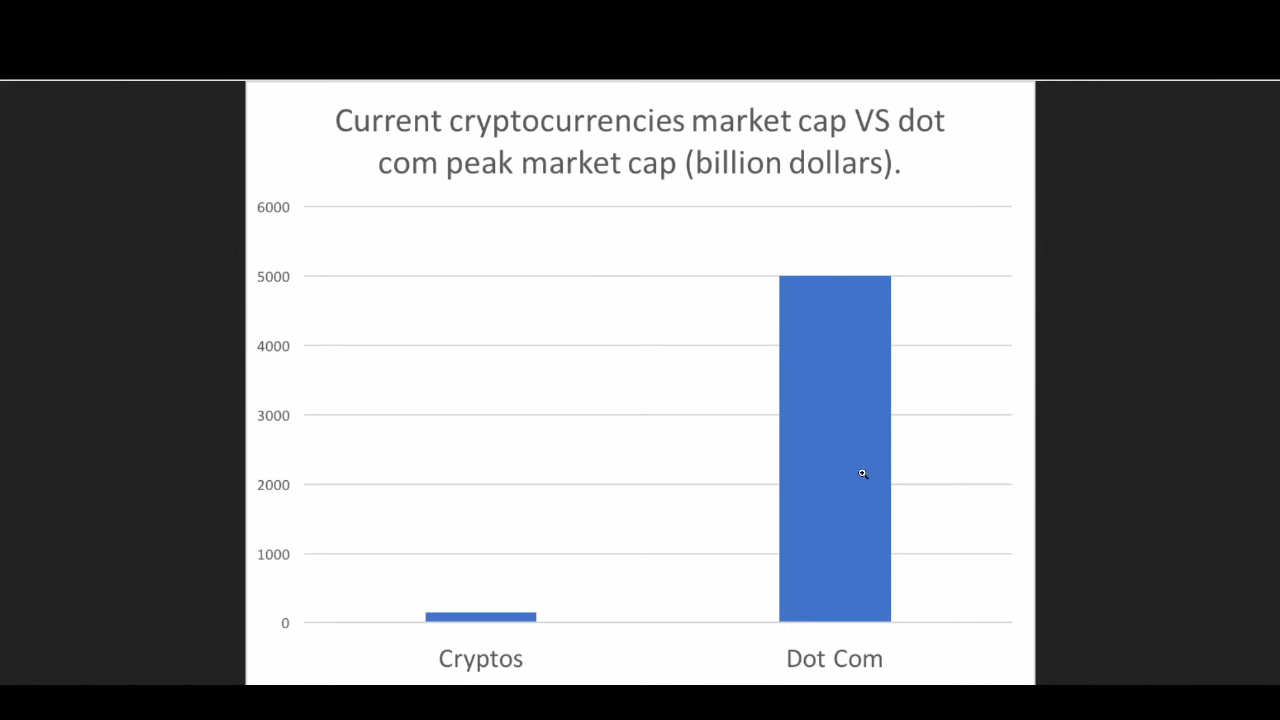 Current cryptocurrencies market cap VS dot
com peak market cap (billion dollars).
6000
5000
4000
3000
2000
1000
0
Cryptos
Dot Com